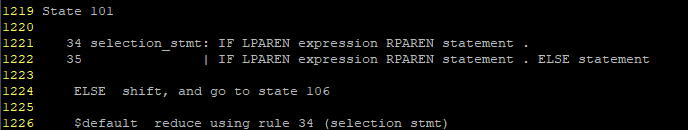 1219 State 101
1220
1221    34 selection_stmt: IF LPAREN expression RPAREN statement .
1222    35               | IF LPAREN expression RPAREN statement . ELSE statement
1223
1224     ELSE  shift, and go to state 106
1225
1226     $default  reduce using rule 34 (selection stmt)